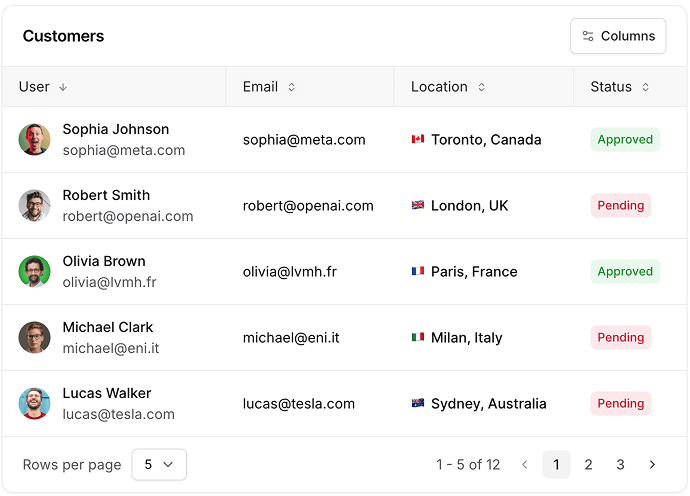 Customers
Columns
User Email Location Status
Sophia Johnson
sophia@meta.com
sophia@meta.com
Toronto, Canada
Approved
Robert Smith
robert@openai.com
robert@openai.com
London, UK
Pending
Olivia Brown
olivia@lvmh.fr
olivia@lvmh.fr
Paris, France
Approved
Michael Clark
michael@eni.it
michael@eni.it
Milan, Italy
Pending
Lucas Walker
lucas@tesla.com
lucas@tesla.com
Sydney, Australia
Pending
Rows per page 5 1 - 5 of 12 1 2 3